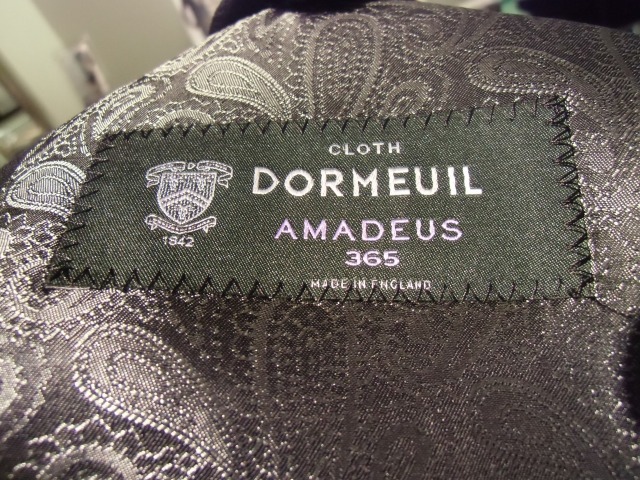 CLOTH
DORMEUIL
AMADEUS
365
MADE IN ENGLAND
1842